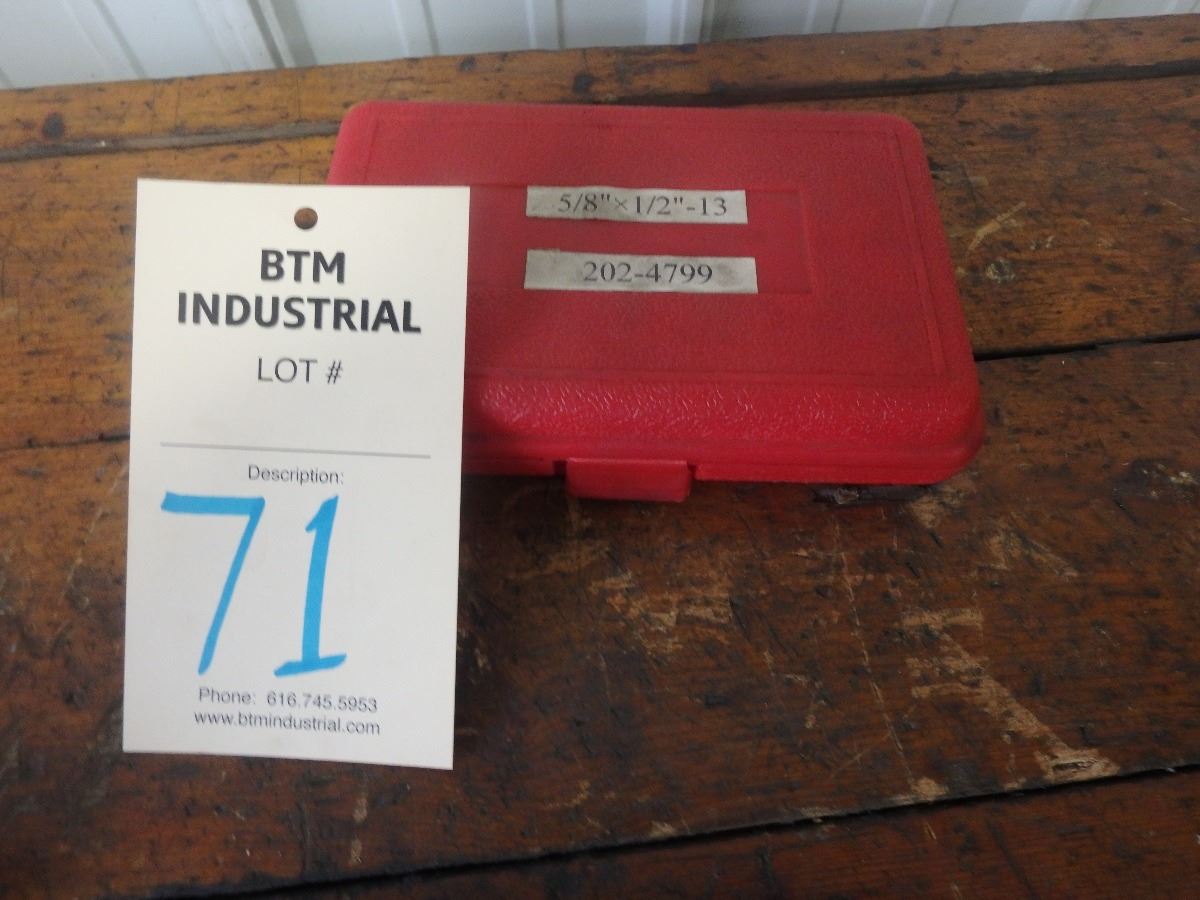 5/8"×1/2"-13
202-4799
BTM
INDUSTRIAL
LOT #
Description:
71
Phone: 616.745.5953
www.btmindustrial.com